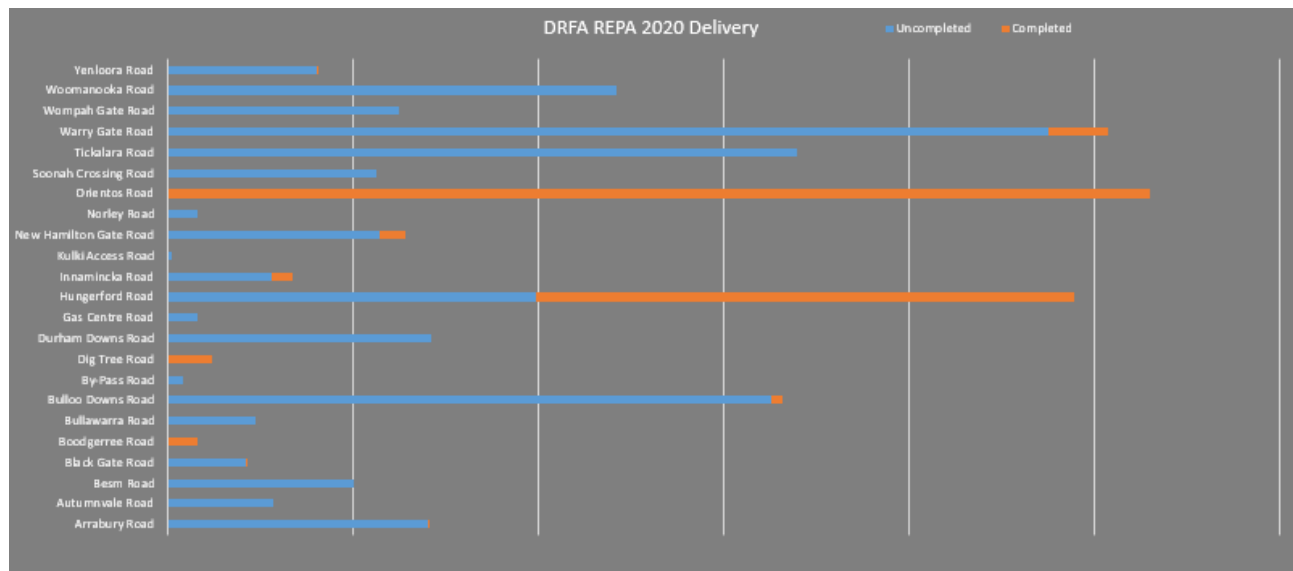 DRFA REPA 2020 Delivery
Uncompleted Completed
Yenloora Road
Woomanooka Road
Wompah Gate Road
Warry Gate Road
Tickalara Road
Soonah Crossing Road
Orientos Road
Norley Road
New Hamilton Gate Road
Kulki Access Road
Innamincka Road
Hungerford Road
Gas Centre Road
Durham Downs Road
Dig Tree Road
By-Pass Road
Bulloo Downs Road
Bullawarra Road
Boodgerree Road
Black Gate Road
Besm Road
Autumnvale Road
Arrabury Road